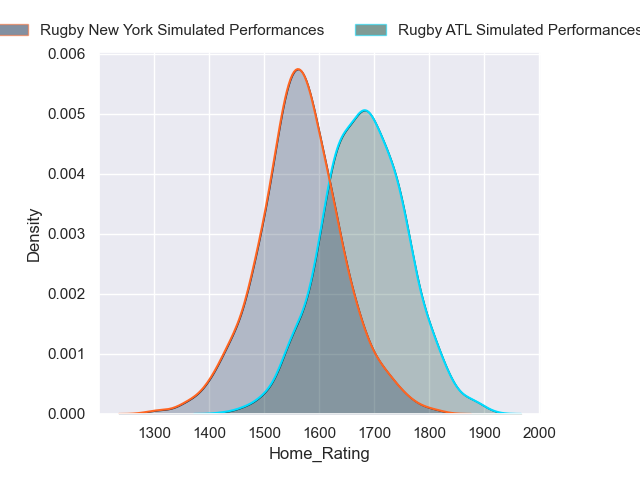 Rugby New York Simulated Performances Rugby ATL Simulated Performances
0.006
0.005
0.004
0.003
0.002
0.001
0.000
Density
1300 1400 1500 1600 1700 1800 1900 2000
Home_Rating